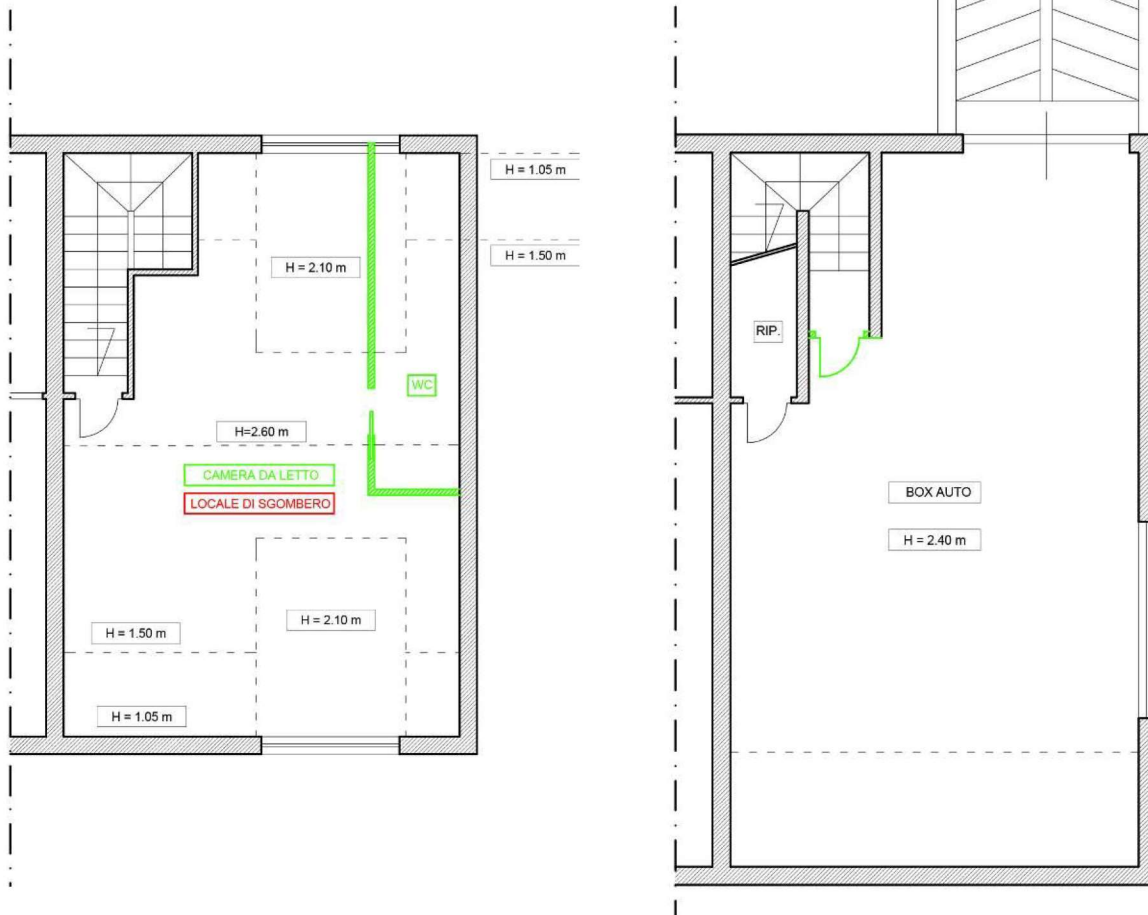 H = 1.05 m
H = 1.50 m
H = 2.10 m
WC
H=2.60 m
CAMERA DA LETTO
LOCALE DI SGOMBERO
H = 2.10 m
H = 1.50 m
H = 1.05 m
RIP.
BOX AUTO
H = 2.40 m